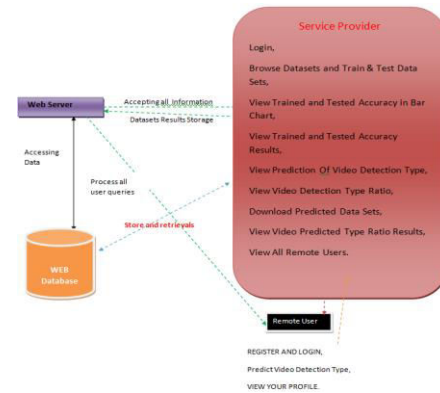 Service Provider
Login,
Browse Datasets and Train & Test Data
Sets,
View Trained and Tested Accuracy in Bar
Chart,
View Trained and Tested Accuracy
Results,
View Prediction Of Video Detection Type,
View Video Detection Type Ratio,
Download Predicted Data Sets,
View Video Predicted Type Ratio Results,
View All Remote Users.
Web Server
Accepting all Information
Datasets Results Storage
Accessing
Data
Process all
user queries
Store and retrievals
WEB
Database
Remote User
REGISTER AND LOGIN,
Predict Video Detection Type,
VIEW YOUR PROFILE.